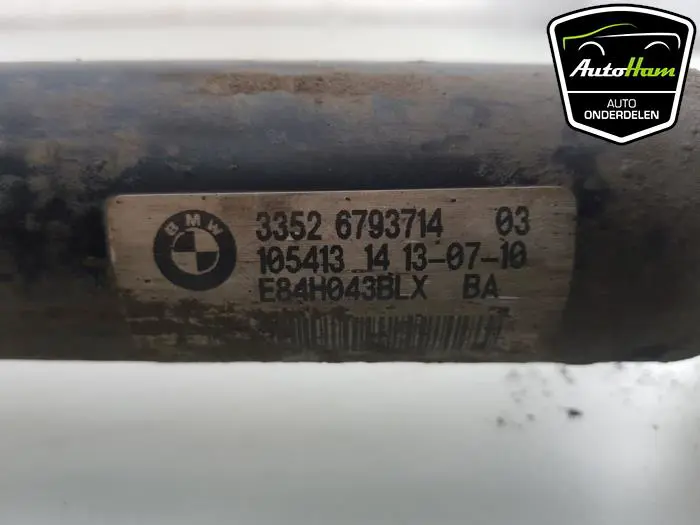 AutoHam
AUTO
ONDERDELEN
BMW
3352 6793714 03
105413 14 13-07-10
E84H043BLX BA